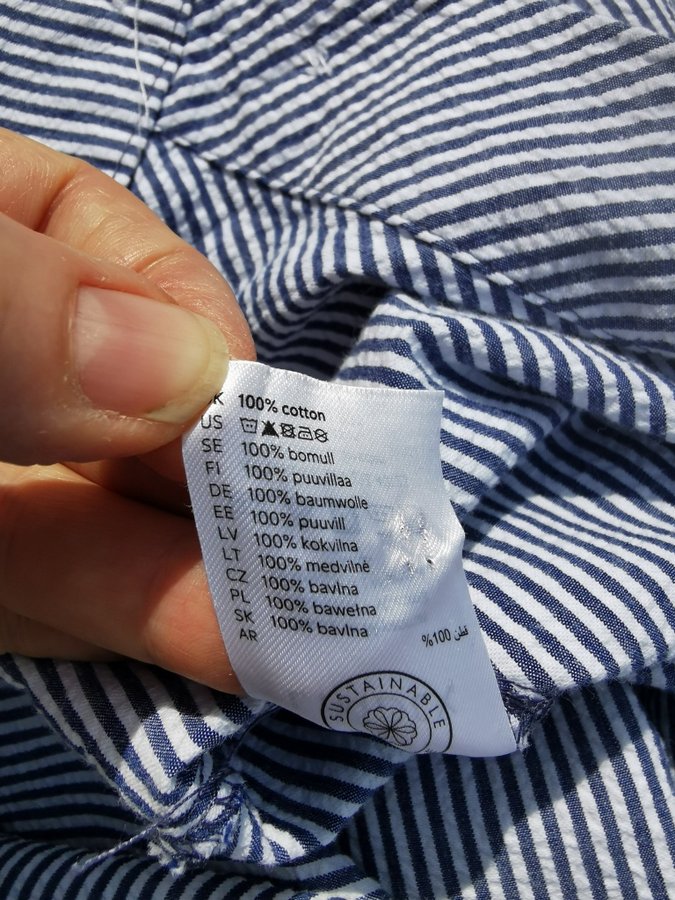 K 100% cotton
US
SE 100% bomull
FI 100% puuvillaa
DE 100% baumwolle
EE 100% puuvill
LV 100% kokvilna
LT 100% medvilnė
CZ 100% bavlna
PL 100% bawełna
SK 100% bavlna
AR قطن 100%
SUSTAINABLE